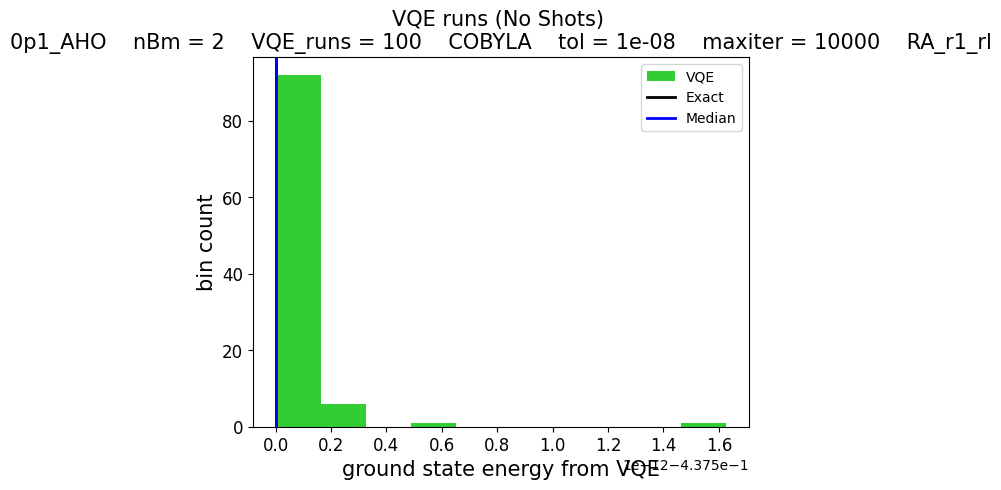 VQE runs (No Shots)
0p1_AHO nBm = 2 VQE_runs = 100 COBYLA tol = 1e-08 maxiter = 10000 RA_r1_rl
VQE
Exact
Median
bin count
80
60
40
20
0
0.0 0.2 0.4 0.6 0.8 1.0 1.2 1.4 1.6
1e−12−4.375e−1
ground state energy from VQE